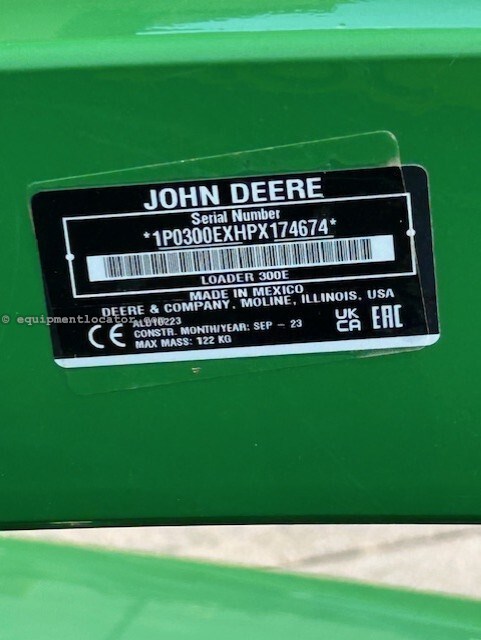 JOHN DEERE
Serial Number
*1P0300EXHPX174674*
LOADER 300E
MADE IN MEXICO
DEERE & COMPANY, MOLINE, ILLINOIS, USA
© equipmentlocator.com
CE
CONSTR. MONTH/YEAR: SEP - 23
MAX MASS: 122 KG
UK
CA
EAC